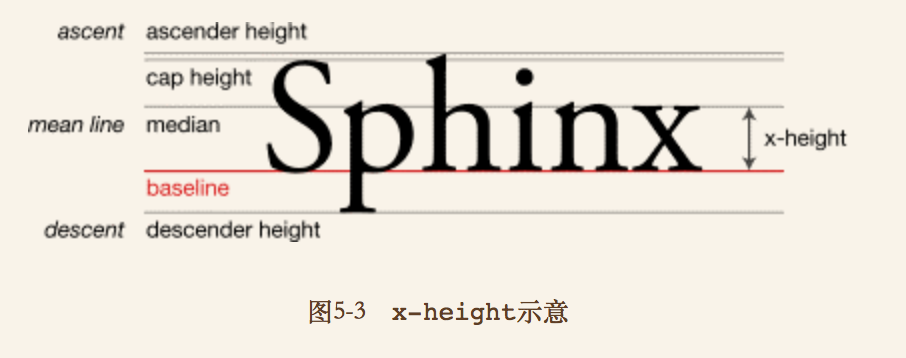 ascent ascender height
cap height
Sphinx
mean line median
x-height
baseline
descent descender height
图5-3 x-height示意